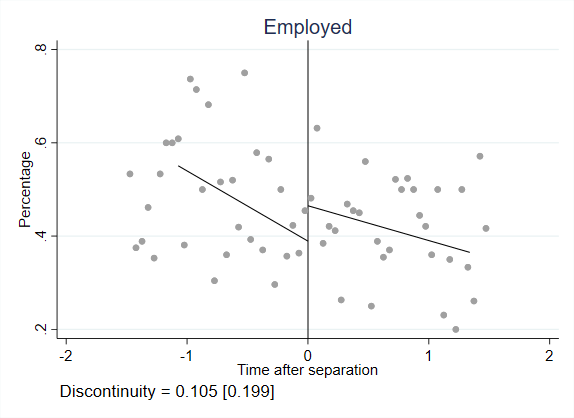 Employed
.8
.6
.4
.2
Percentage
-2 -1 0 1 2
Time after separation
Discontinuity = 0.105 [0.199]